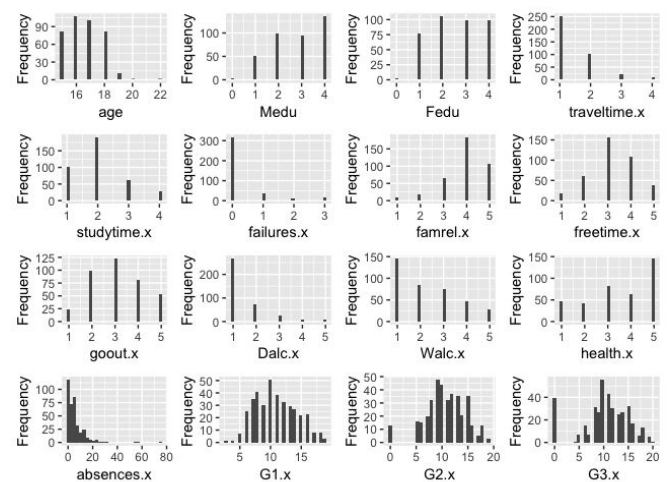 Frequency
90
60
30
0
16 18 20 22
age
Frequency
100
50
0
0 1 2 3 4
Medu
Frequency
100
75
50
25
0
0 1 2 3 4
Fedu
Frequency
250
200
150
100
50
0
1 2 3 4
traveltime.x
Frequency
150
100
50
0
1 2 3 4
studytime.x
Frequency
300
200
100
0
0 1 2 3
failures.x
Frequency
150
100
50
0
1 2 3 4 5
famrel.x
Frequency
150
100
50
0
1 2 3 4 5
freetime.x
Frequency
125
100
75
50
25
0
1 2 3 4 5
goout.x
Frequency
200
100
0
1 2 3 4 5
Dalc.x
Frequency
150
100
50
0
1 2 3 4 5
Walc.x
Frequency
150
100
50
0
1 2 3 4 5
health.x
Frequency
100
75
50
25
0
0 20 40 60 80
absences.x
Frequency
50
40
30
20
10
0
5 10 15
G1.x
Frequency
50
40
30
20
10
0
0 5 10 15 20
G2.x
Frequency
40
20
0
0 5 10 15 20
G3.x